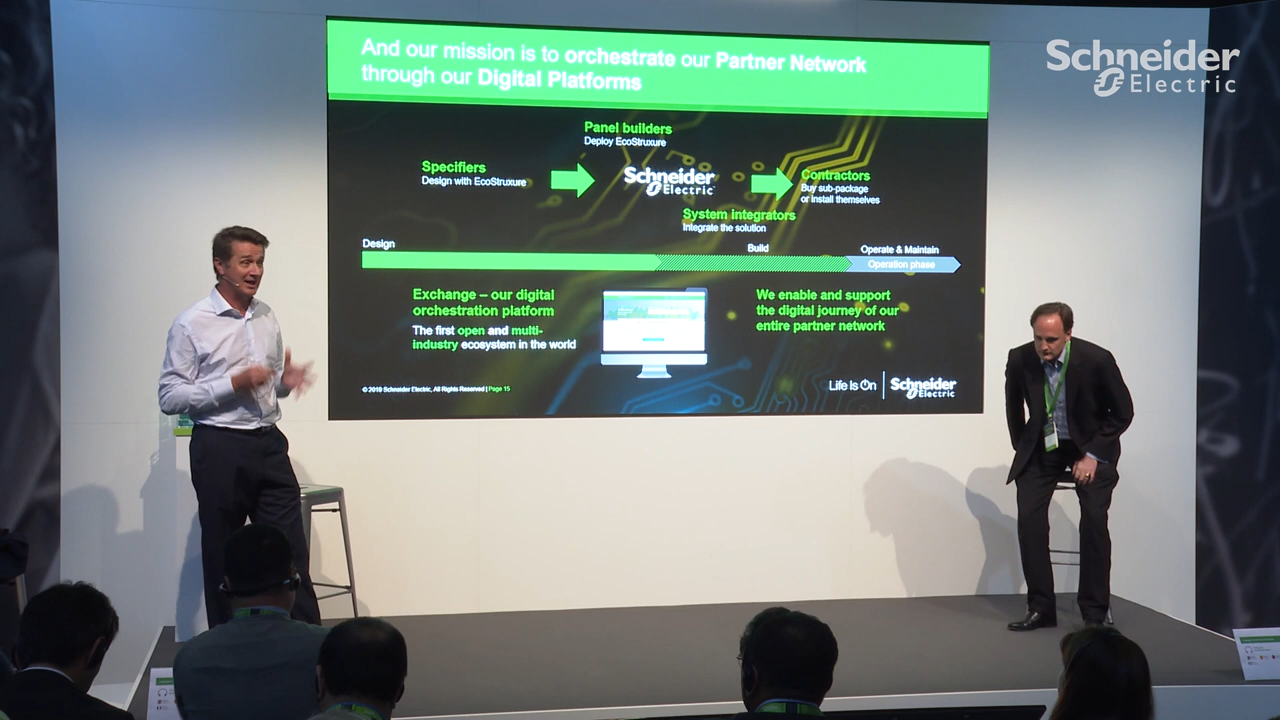 And our mission is to orchestrate our Partner Network
through our Digital Platforms
Schneider
Electric
Panel builders
Deploy EcoStruxure
Specifiers
Design with EcoStruxure
Schneider
Electric
Contractors
Buy sub-package
or install themselves
System integrators
Integrate the solution
Design
Build
Operate & Maintain
Operation phase
Exchange – our digital
orchestration platform
The first open and multi-
industry ecosystem in the world
We enable and support
the digital journey of our
entire partner network
© 2019 Schneider Electric, All Rights Reserved | Page 15
Life Is On
Schneider
Electric